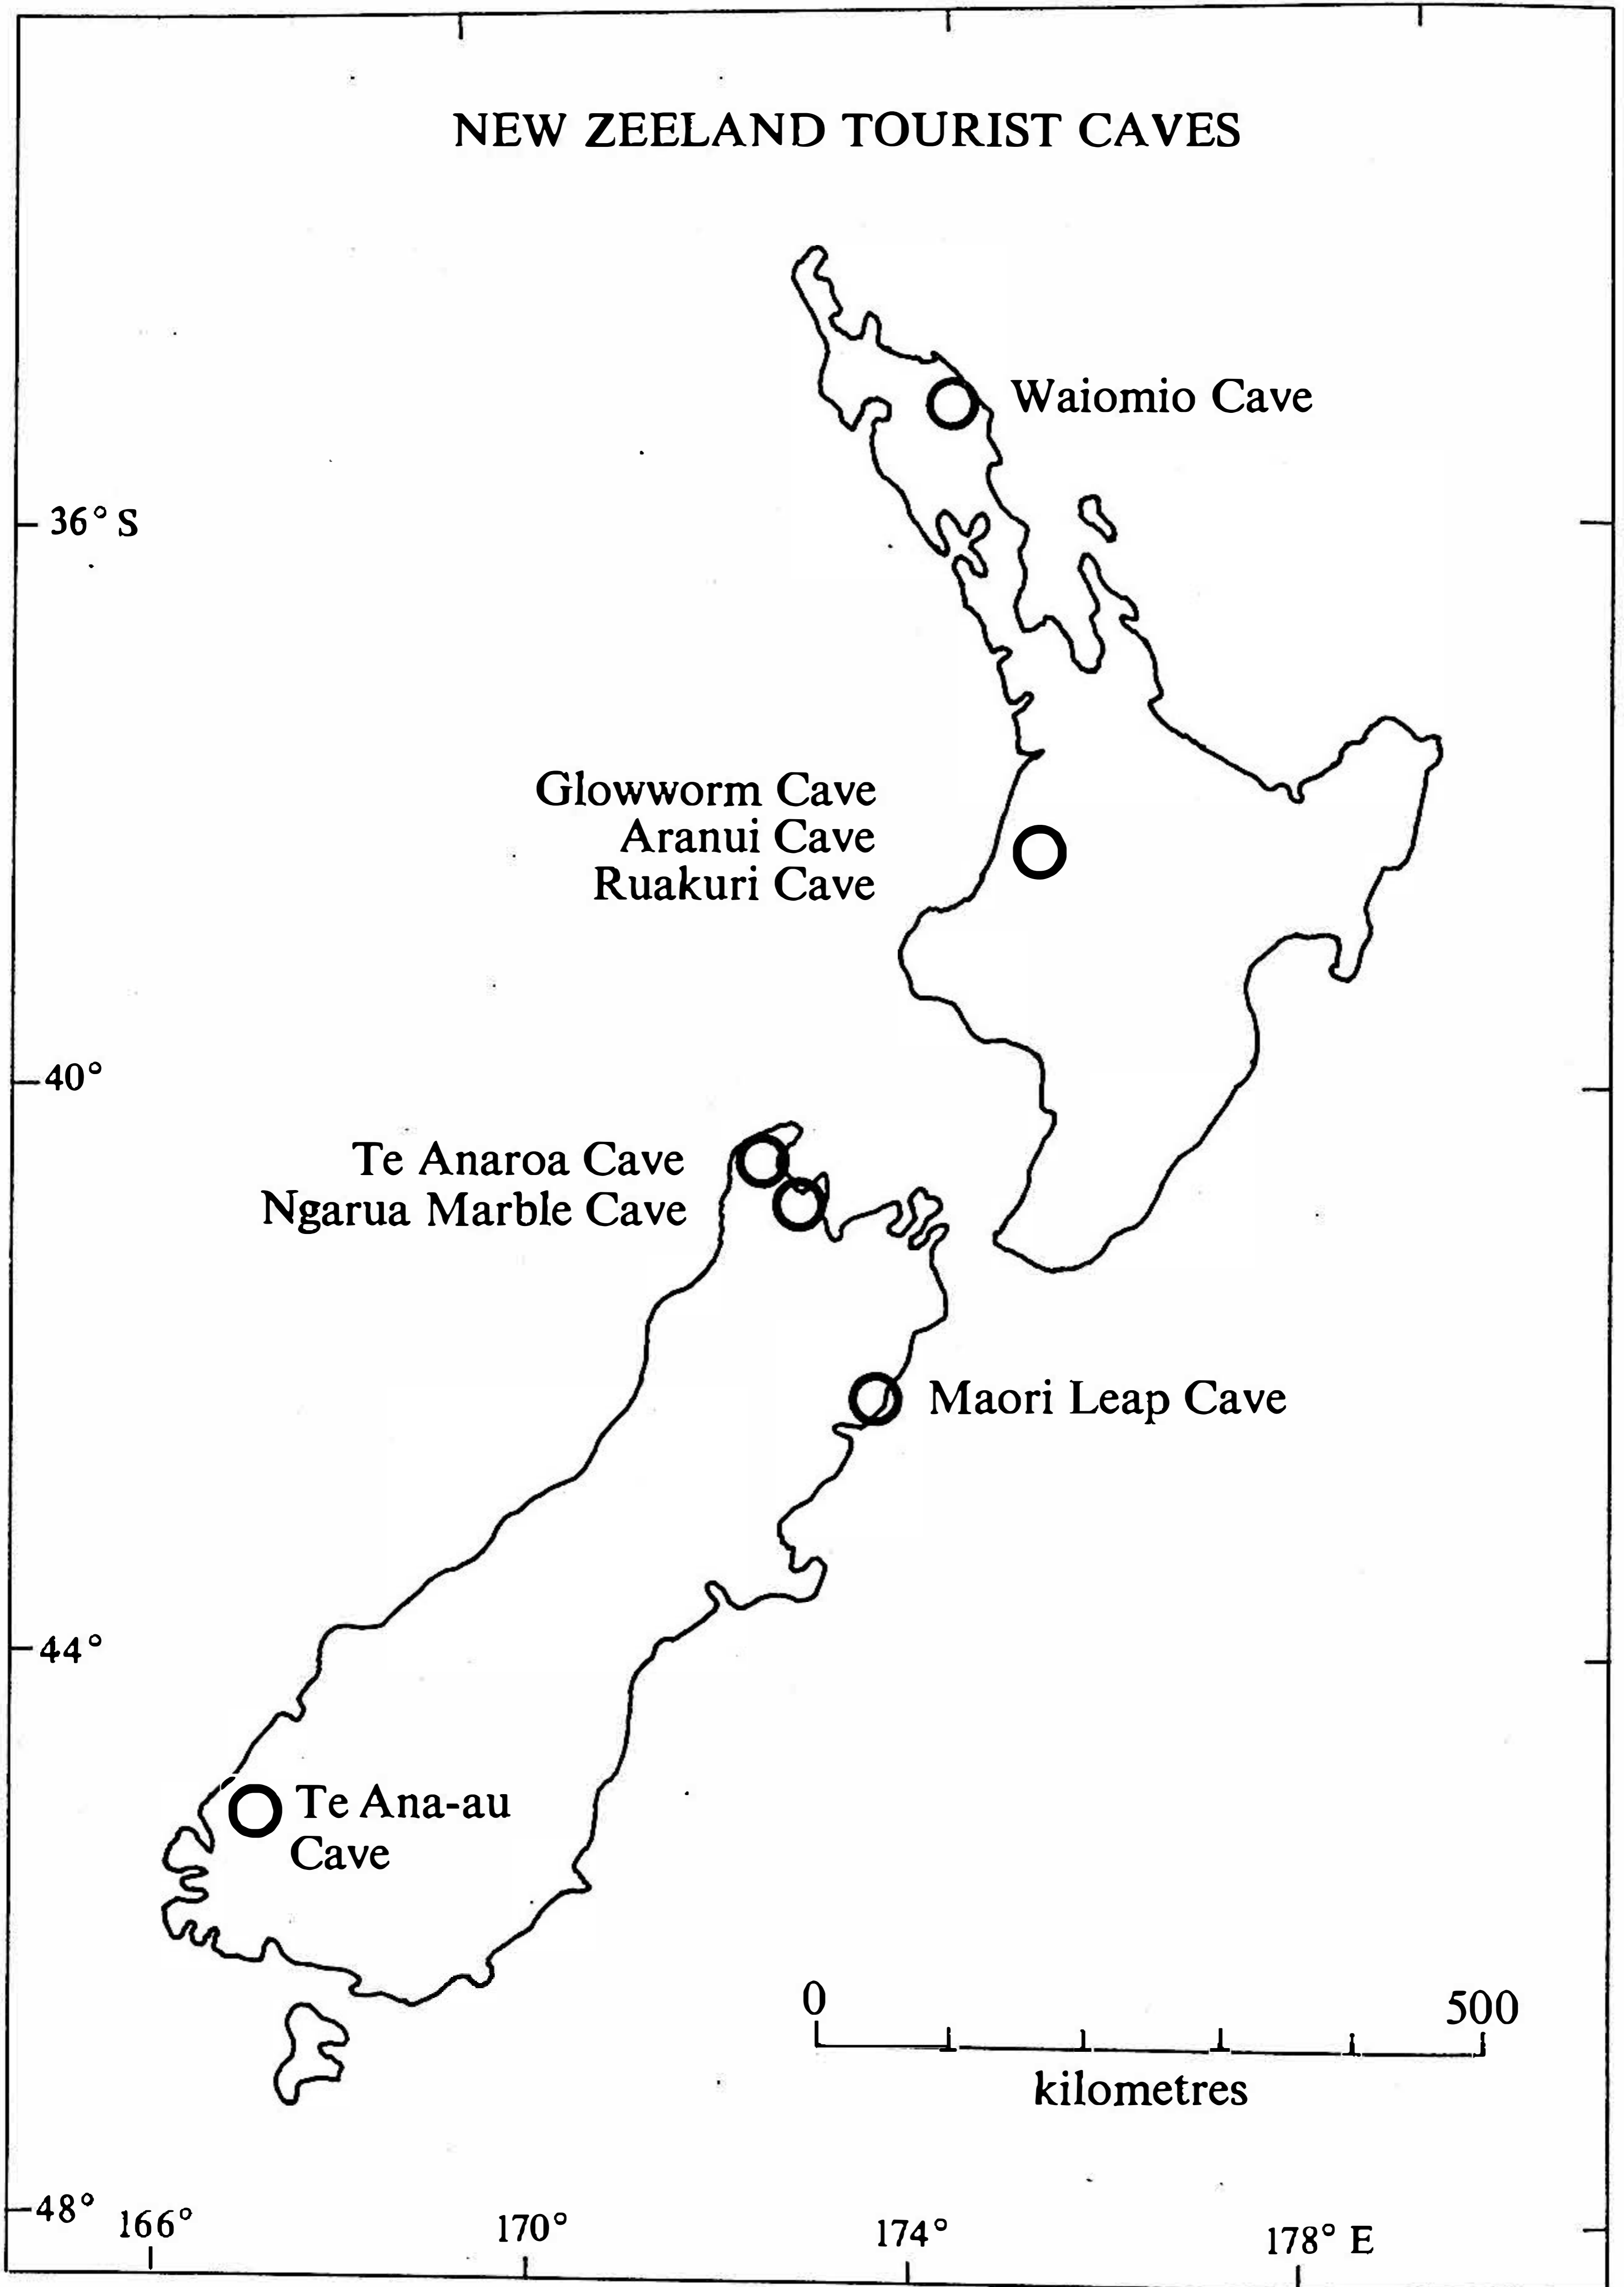 NEW ZEELAND TOURIST CAVES
Waiomio Cave
36° S
Glowworm Cave
Aranui Cave
Ruakuri Cave
40°
Te Anaroa Cave
Ngarua Marble Cave
Maori Leap Cave
44°
Te Ana-au
Cave
0
500
kilometres
48°
166°
170°
174°
178° E